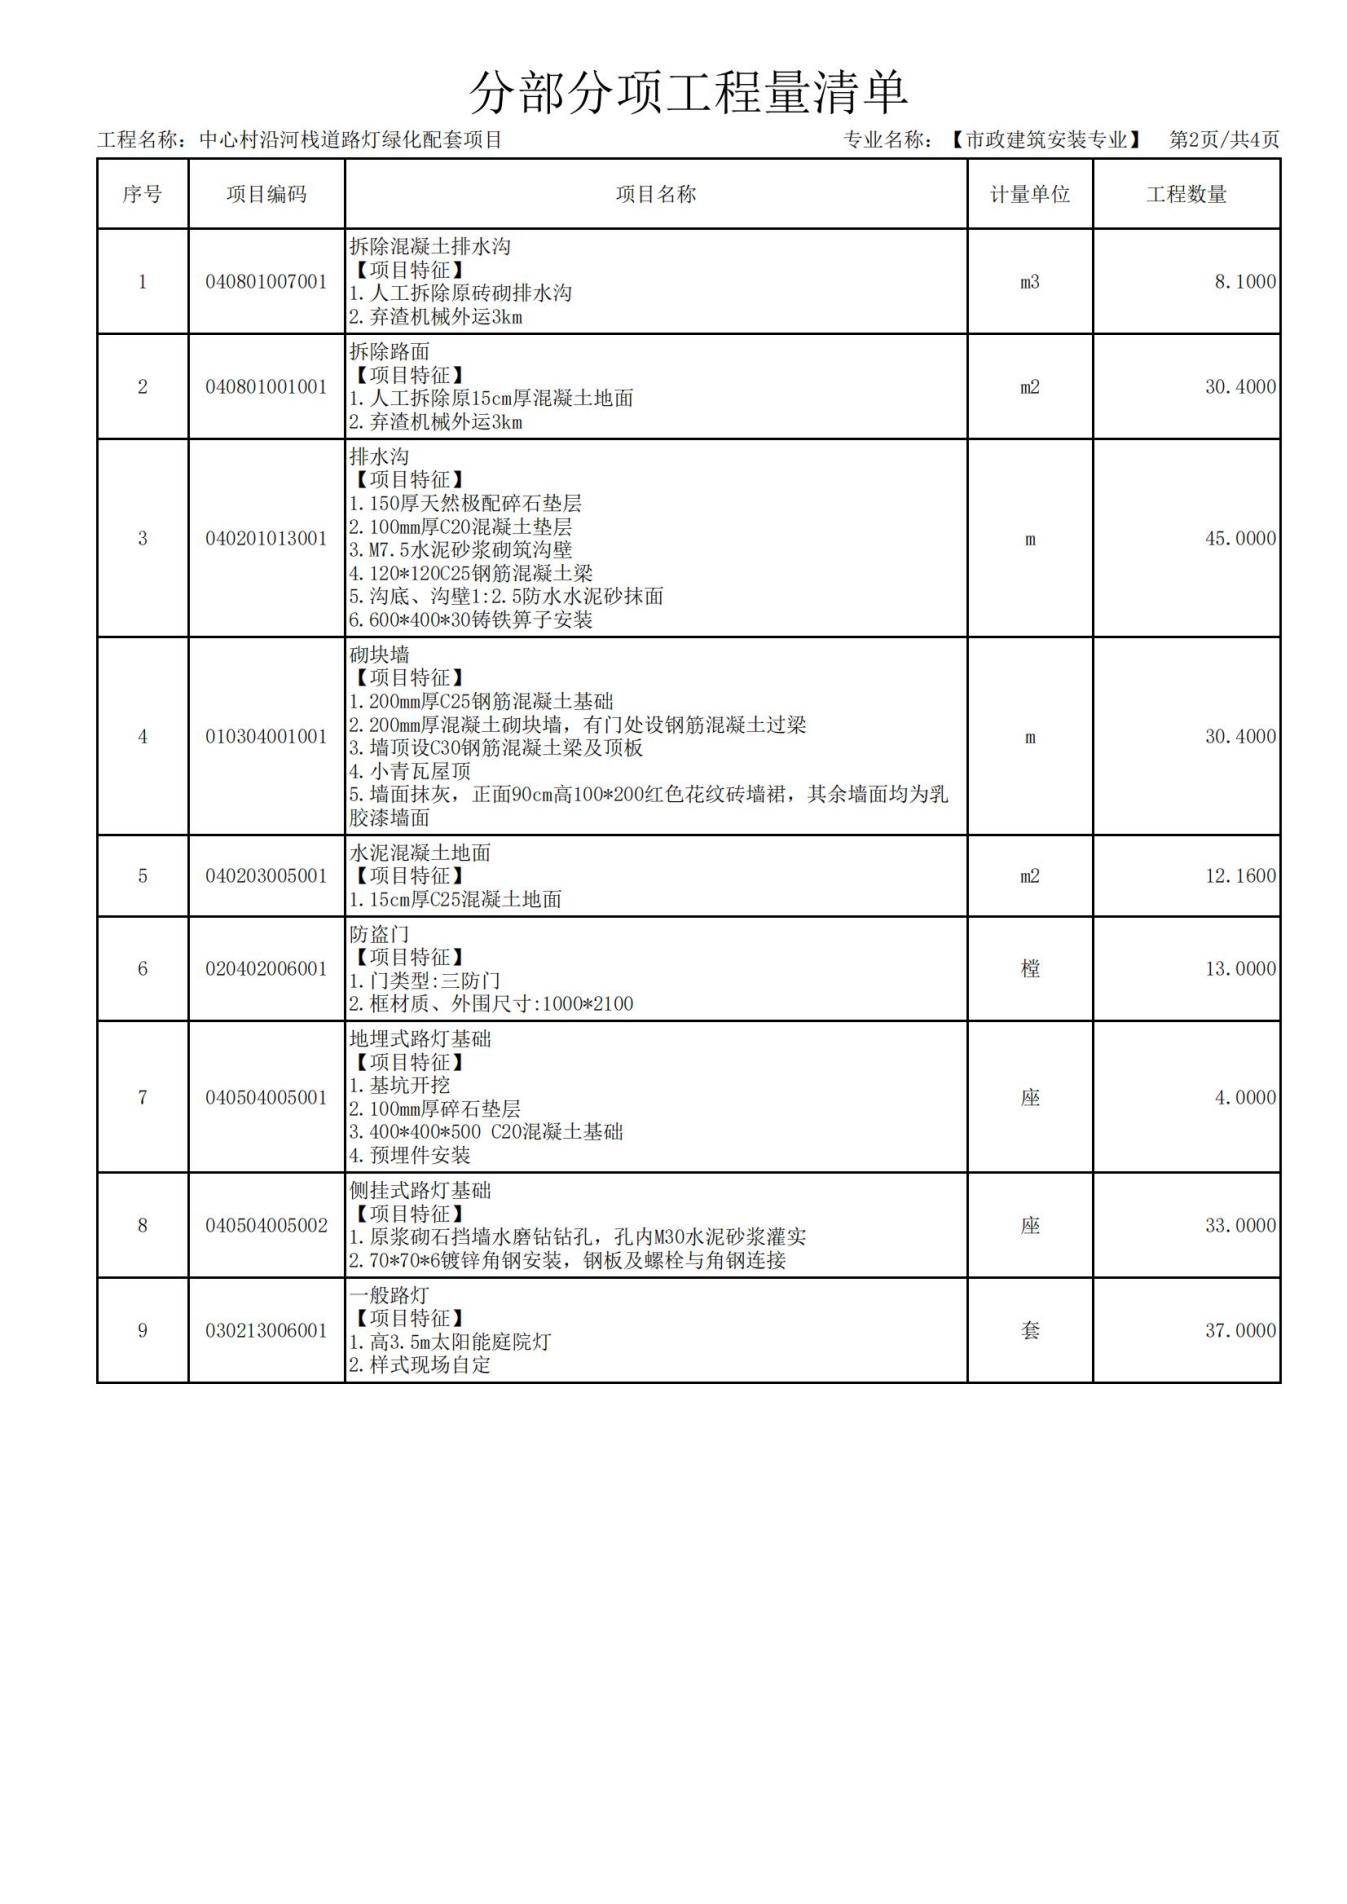 分部分项工程量清单
工程名称：中心村沿河栈道路灯绿化配套项目 专业名称：【市政建筑安装专业】 第2页/共4页
序号 项目编码 项目名称 计量单位 工程数量
1 040801007001 拆除混凝土排水沟
【项目特征】
1.人工拆除原砖砌排水沟
2.弃渣机械外运3km
m3 8.1000
2 040801001001 拆除路面
【项目特征】
1.人工拆除原15cm厚混凝土地面
2.弃渣机械外运3km
m2 30.4000
3 040201013001 排水沟
【项目特征】
1.150厚天然极配碎石垫层
2.100mm厚C20混凝土垫层
3.M7.5水泥砂浆砌筑沟壁
4.120*120C25钢筋混凝土梁
5.沟底、沟壁1:2.5防水水泥砂抹面
6.600*400*30铸铁箅子安装
m 45.0000
4 010304001001 砌块墙
【项目特征】
1.200mm厚C25钢筋混凝土基础
2.200mm厚混凝土砌块墙，有门处设钢筋混凝土过梁
3.墙顶设C30钢筋混凝土梁及顶板
4.小青瓦屋顶
5.墙面抹灰，正面90cm高100*200红色花纹砖墙裙，其余墙面均为乳
胶漆墙面
m 30.4000
5 040203005001 水泥混凝土地面
【项目特征】
1.15cm厚C25混凝土地面
m2 12.1600
6 020402006001 防盗门
【项目特征】
1.门类型:三防门
2.框材质、外围尺寸:1000*2100
樘 13.0000
7 040504005001 地埋式路灯基础
【项目特征】
1.基坑开挖
2.100mm厚碎石垫层
3.400*400*500 C20混凝土基础
4.预埋件安装
座 4.0000
8 040504005002 侧挂式路灯基础
【项目特征】
1.原浆砌石挡墙水磨钻钻孔，孔内M30水泥砂浆灌实
2.70*70*6镀锌角钢安装，钢板及螺栓与角钢连接
座 33.0000
9 030213006001 一般路灯
【项目特征】
1.高3.5m太阳能庭院灯
2.样式现场自定
套 37.0000